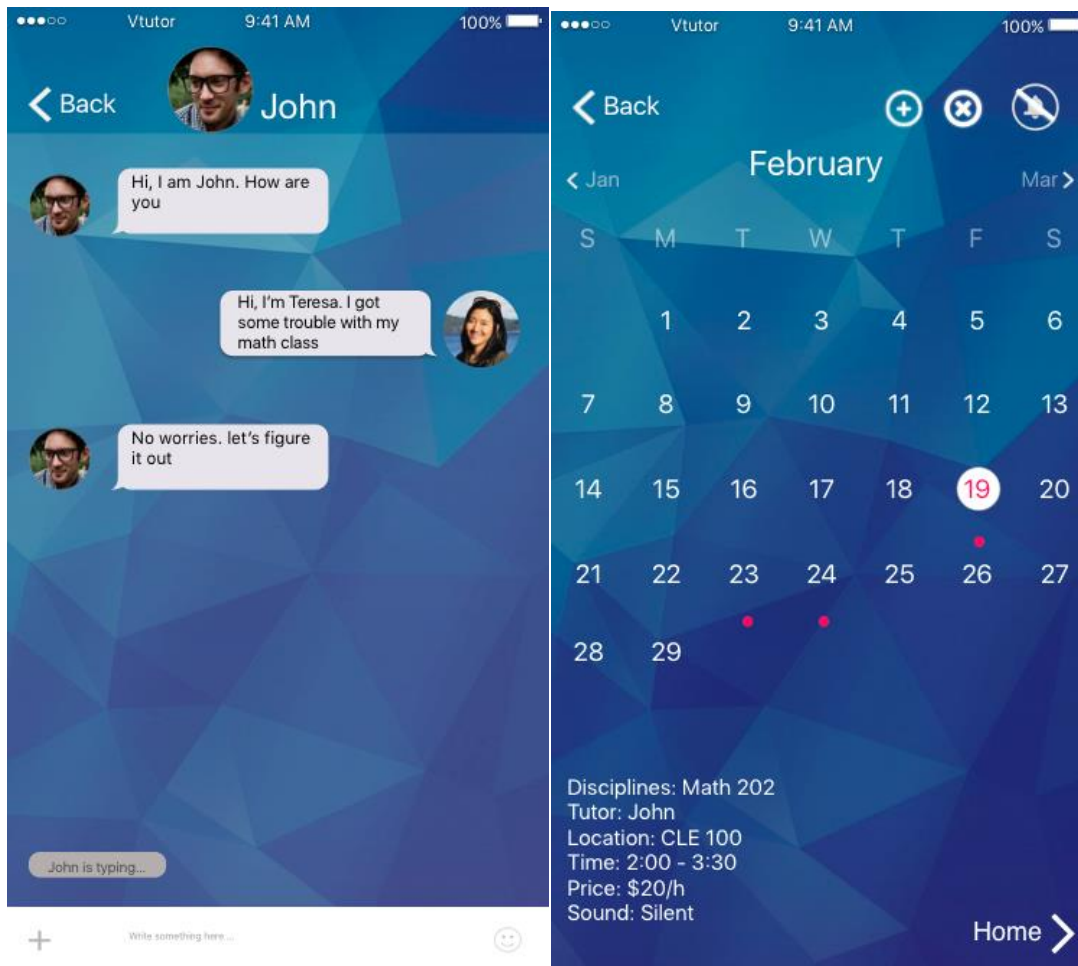 Vtutor 9:41 AM 100%
Back John
Hi, I am John. How are
you
Hi, I'm Teresa. I got
some trouble with my
math class
No worries. let's figure
it out
John is typing...
Write something here ...
Vtutor 9:41 AM 100%
Back
February
Jan Mar
S M T W T F S
1 2 3 4 5 6
7 8 9 10 11 12 13
14 15 16 17 18 19 20
21 22 23 24 25 26 27
28 29
Disciplines: Math 202
Tutor: John
Location: CLE 100
Time: 2:00 - 3:30
Price: $20/h
Sound: Silent
Home